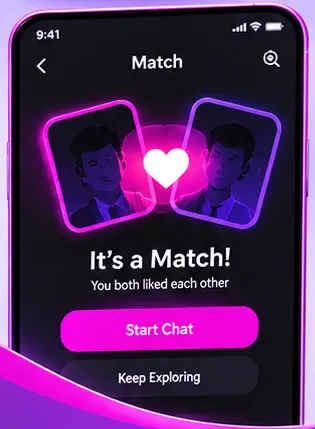 9:41
Match
It's a Match!
You both liked each other
Start Chat
Keep Exploring